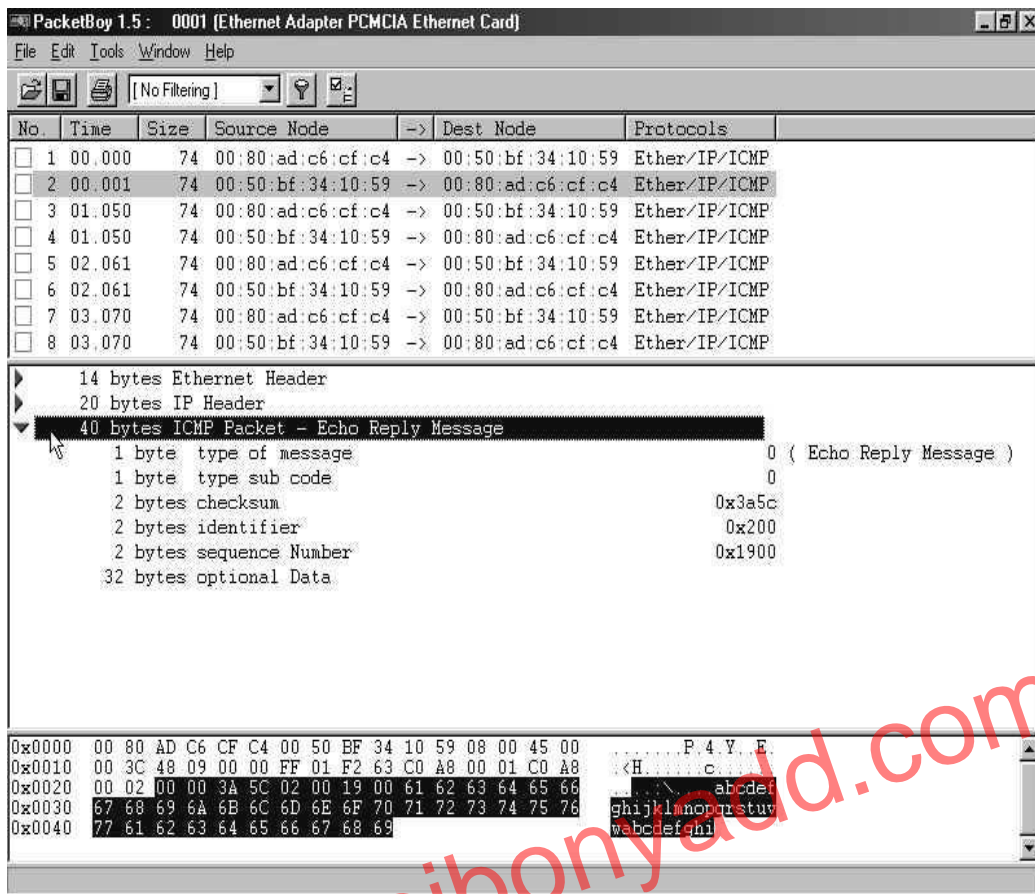 PacketBoy 1.5 : 0001 (Ethernet Adapter PCMCIA Ethernet Card)
File Edit Tools Window Help
[ No Filtering ]
No. Time Size Source Node -> Dest Node Protocols
1 00.000 74 00:80:ad:c6:cf:c4 -> 00:50:bf:34:10:59 Ether/IP/ICMP
2 00.001 74 00:50:bf:34:10:59 -> 00:80:ad:c6:cf:c4 Ether/IP/ICMP
3 01.050 74 00:80:ad:c6:cf:c4 -> 00:50:bf:34:10:59 Ether/IP/ICMP
4 01.050 74 00:50:bf:34:10:59 -> 00:80:ad:c6:cf:c4 Ether/IP/ICMP
5 02.061 74 00:80:ad:c6:cf:c4 -> 00:50:bf:34:10:59 Ether/IP/ICMP
6 02.061 74 00:50:bf:34:10:59 -> 00:80:ad:c6:cf:c4 Ether/IP/ICMP
7 03.070 74 00:80:ad:c6:cf:c4 -> 00:50:bf:34:10:59 Ether/IP/ICMP
8 03.070 74 00:50:bf:34:10:59 -> 00:80:ad:c6:cf:c4 Ether/IP/ICMP
14 bytes Ethernet Header
20 bytes IP Header
40 bytes ICMP Packet - Echo Reply Message
1 byte type of message 0 ( Echo Reply Message )
1 byte type sub code 0
2 bytes checksum 0x3a5c
2 bytes identifier 0x200
2 bytes sequence Number 0x1900
32 bytes optional Data
0x0000 00 80 AD C6 CF C4 00 50 BF 34 10 59 08 00 45 00 .......P.4.Y..E.
0x0010 00 3C 48 09 00 00 FF 01 F2 63 C0 A8 00 01 C0 A8 .<H......c......
0x0020 00 02 00 00 3A 5C 02 00 19 00 61 62 63 64 65 66 ....:\....abcdef
0x0030 67 68 69 6A 6B 6C 6D 6E 6F 70 71 72 73 74 75 76 ghijklmnopqrstuv
0x0040 77 61 62 63 64 65 66 67 68 69 wabcdefghi